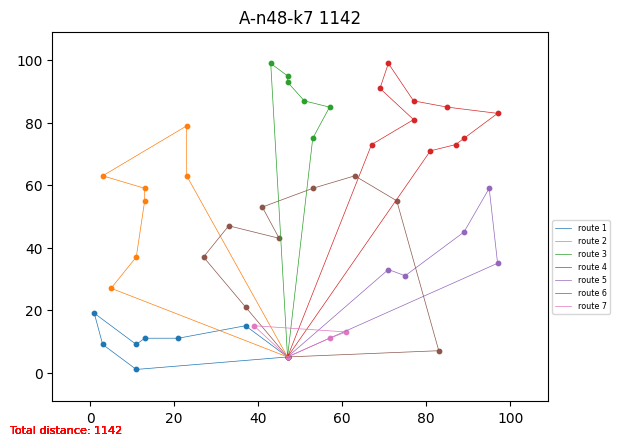 A-n48-k7 1142
100
80
60
40
20
0
0 20 40 60 80 100
route 1
route 2
route 3
route 4
route 5
route 6
route 7
Total distance: 1142